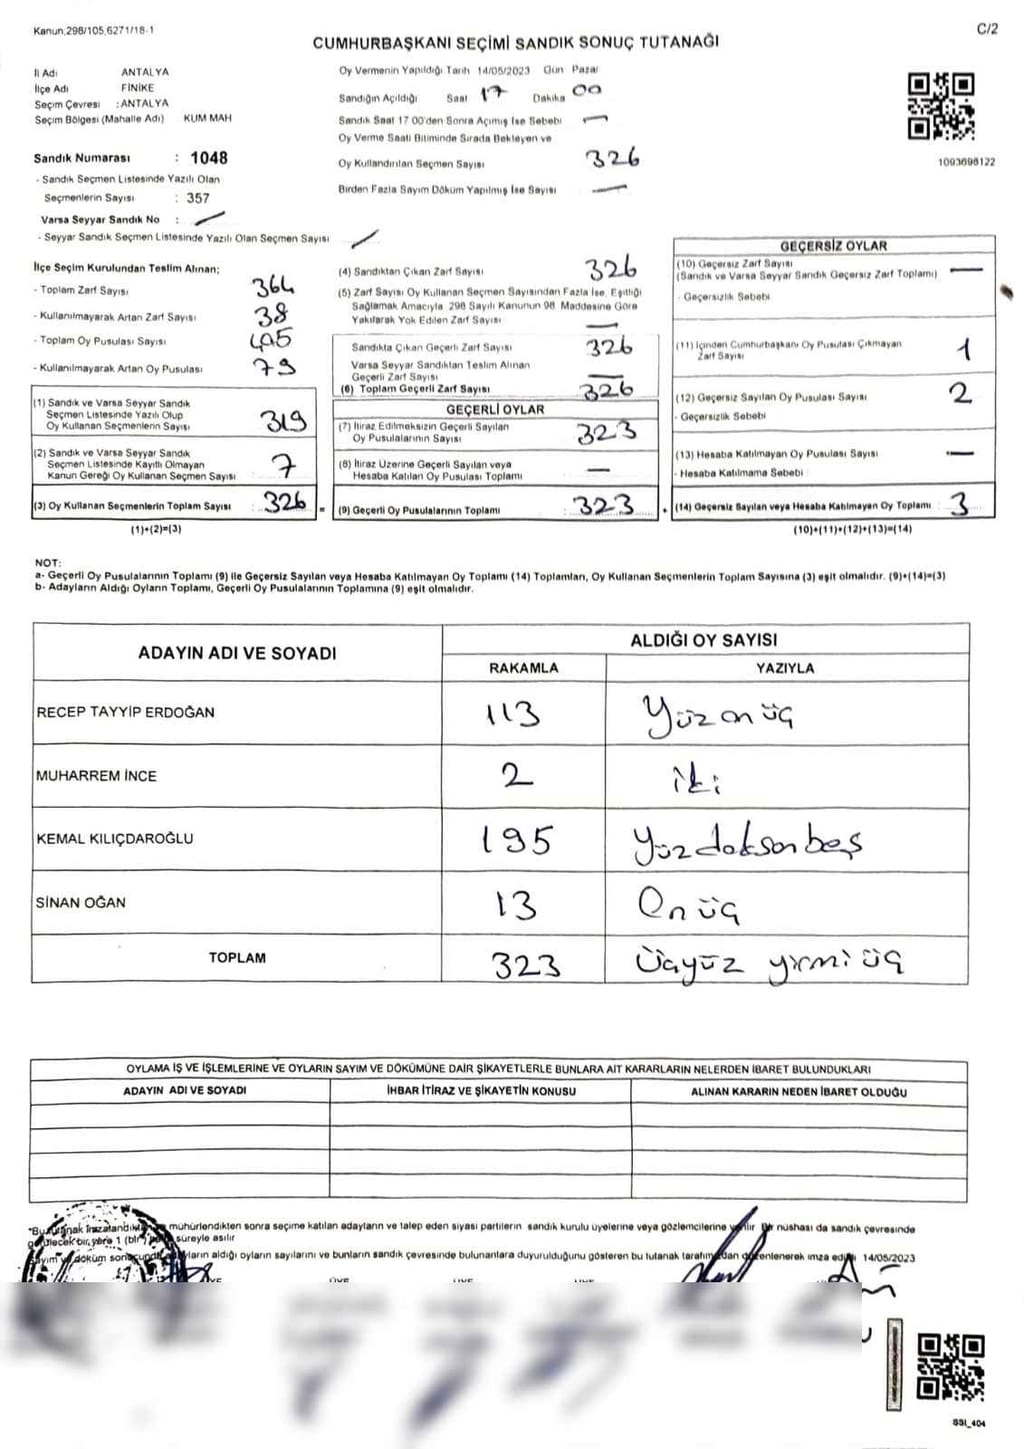 Kanun;298/105,6271/18-1
C/2
CUMHURBAŞKANI SEÇİMİ SANDIK SONUÇ TUTANAĞI
İl Adı ANTALYA
İlçe Adı FİNİKE
Seçim Çevresi : ANTALYA
Seçim Bölgesi (Mahalle Adı) KUM MAH
Sandık Numarası : 1048
- Sandık Seçmen Listesinde Yazılı Olan
Seçmenlerin Sayısı : 357
Varsa Seyyar Sandık No : —
- Seyyar Sandık Seçmen Listesinde Yazılı Olan Seçmen Sayısı —
Oy Vermenin Yapıldığı Tarih 14/05/2023 Gün Pazar
Sandığın Açıldığı Saat 17 Dakika 00
Sandık Saat 17 00'den Sonra Açımış İse Sebebi —
Oy Verme Saati Bitiminde Sırada Bekleyen ve
Oy Kullandırılan Seçmen Sayısı 326
Birden Fazla Sayım Döküm Yapılmış İse Sayısı —
1093696122
İlçe Seçim Kurulundan Teslim Alınan;
- Toplam Zarf Sayısı 364
- Kullanılmayarak Artan Zarf Sayısı 38
- Toplam Oy Pusulası Sayısı 405
- Kullanılmayarak Artan Oy Pusulası 79
(1) Sandık ve Varsa Seyyar Sandık
Seçmen Listesinde Yazılı Olup
Oy Kullanan Seçmenlerin Sayısı 319
(2) Sandık ve Varsa Seyyar Sandık
Seçmen Listesinde Kayıtlı Olmayan
Kanun Gereği Oy Kullanan Seçmen Sayısı 7
(3) Oy Kullanan Seçmenlerin Toplam Sayısı 326 =
(1)+(2)=(3)
(4) Sandıktan Çıkan Zarf Sayısı 326
(5) Zarf Sayısı Oy Kullanan Seçmen Sayısından Fazla İse, Eşitliği
Sağlamak Amacıyla 298 Sayılı Kanunun 98 Maddesine Göre
Yakılarak Yok Edilen Zarf Sayısı —
Sandıkta Çıkan Geçerli Zarf Sayısı 326
Varsa Seyyar Sandıktan Teslim Alınan
Geçerli Zarf Sayısı —
(6) Toplam Geçerli Zarf Sayısı 326
GEÇERLİ OYLAR
(7) İtiraz Edilmeksizin Geçerli Sayılan
Oy Pusulalarının Sayısı 323
(8) İtiraz Üzerine Geçerli Sayılan veya
Hesaba Katılan Oy Pusulası Toplamı —
(9) Geçerli Oy Pusulalarının Toplamı 323 +
GEÇERSİZ OYLAR
(10) Geçersiz Zarf Sayısı
(Sandık ve Varsa Seyyar Sandık Geçersiz Zarf Toplamı) —
- Geçersizlik Sebebi
(11) İçinden Cumhurbaşkanı Oy Pusulası Çıkmayan
Zarf Sayısı 1
(12) Geçersiz Sayılan Oy Pusulası Sayısı 2
- Geçersizlik Sebebi
(13) Hesaba Katılmayan Oy Pusulası Sayısı —
- Hesaba Katılmama Sebebi
(14) Geçersiz Sayılan veya Hesaba Katılmayan Oy Toplamı 3
(10)+(11)+(12)+(13)=(14)
NOT:
a- Geçerli Oy Pusulalarının Toplamı (9) ile Geçersiz Sayılan veya Hesaba Katılmayan Oy Toplamı (14) Toplamları, Oy Kullanan Seçmenlerin Toplam Sayısına (3) eşit olmalıdır. (9)+(14)=(3)
b- Adayların Aldığı Oyların Toplamı, Geçerli Oy Pusulalarının Toplamına (9) eşit olmalıdır.
ADAYIN ADI VE SOYADI
ALDIĞI OY SAYISI
RAKAMLA YAZIYLA
RECEP TAYYİP ERDOĞAN 113 Yüz on üç
MUHARREM İNCE 2 iki
KEMAL KILIÇDAROĞLU 195 Yüz doksan beş
SİNAN OĞAN 13 On üç
TOPLAM 323 Üçyüz yirmi üç
OYLAMA İŞ VE İŞLEMLERİNE VE OYLARIN SAYIM VE DÖKÜMÜNE DAİR ŞİKAYETLERLE BUNLARA AİT KARARLARIN NELERDEN İBARET BULUNDUKLARI
ADAYIN ADI VE SOYADI İHBAR İTİRAZ VE ŞİKAYETİN KONUSU ALINAN KARARIN NEDEN İBARET OLDUĞU
mühürlendikten sonra seçime katılan adayların ve talep eden siyasi partilerin sandık kurulu üyelerine veya gözlemcilerine verilir. Bir nüshası da sandık çevresinde
süreyle asılır
aldığı oyların sayılarını ve bunların sandık çevresinde bulunanlara duyurulduğunu gösteren bu tutanak tarafımızdan düzenlenerek imza edildi 14/05/2023
SSI_404